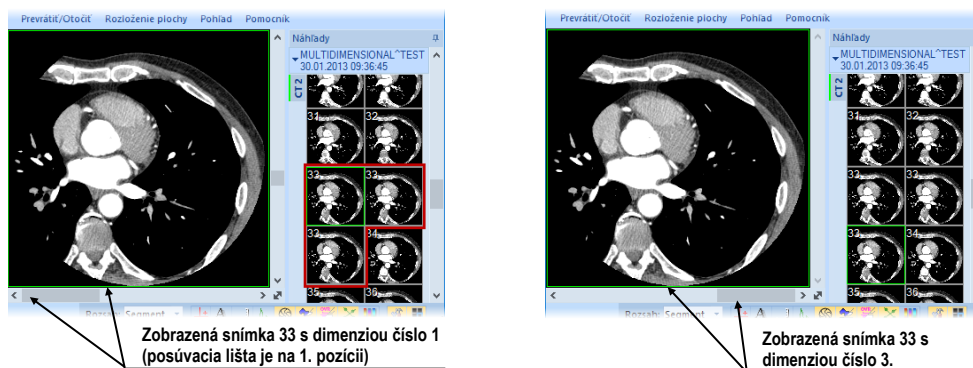 Prevrátiť/Otočiť Rozloženie plochy Pohľad Pomocník
Náhľady
MULTIDIMENSIONAL^TEST
30.01.2013 09:36:45
CT 2
31 32
33 33
33 34
35 36
Rozsah: Segment
Zobrazená snímka 33 s dimenziou číslo 1
(posúvacia lišta je na 1. pozícii)
Prevrátiť/Otočiť Rozloženie plochy Pohľad Pomocník
Náhľady
MULTIDIMENSIONAL^TEST
30.01.2013 09:36:45
CT 2
31 32
33 33
33 34
35 36
Rozsah: Segment
Zobrazená snímka 33 s
dimenziou číslo 3.